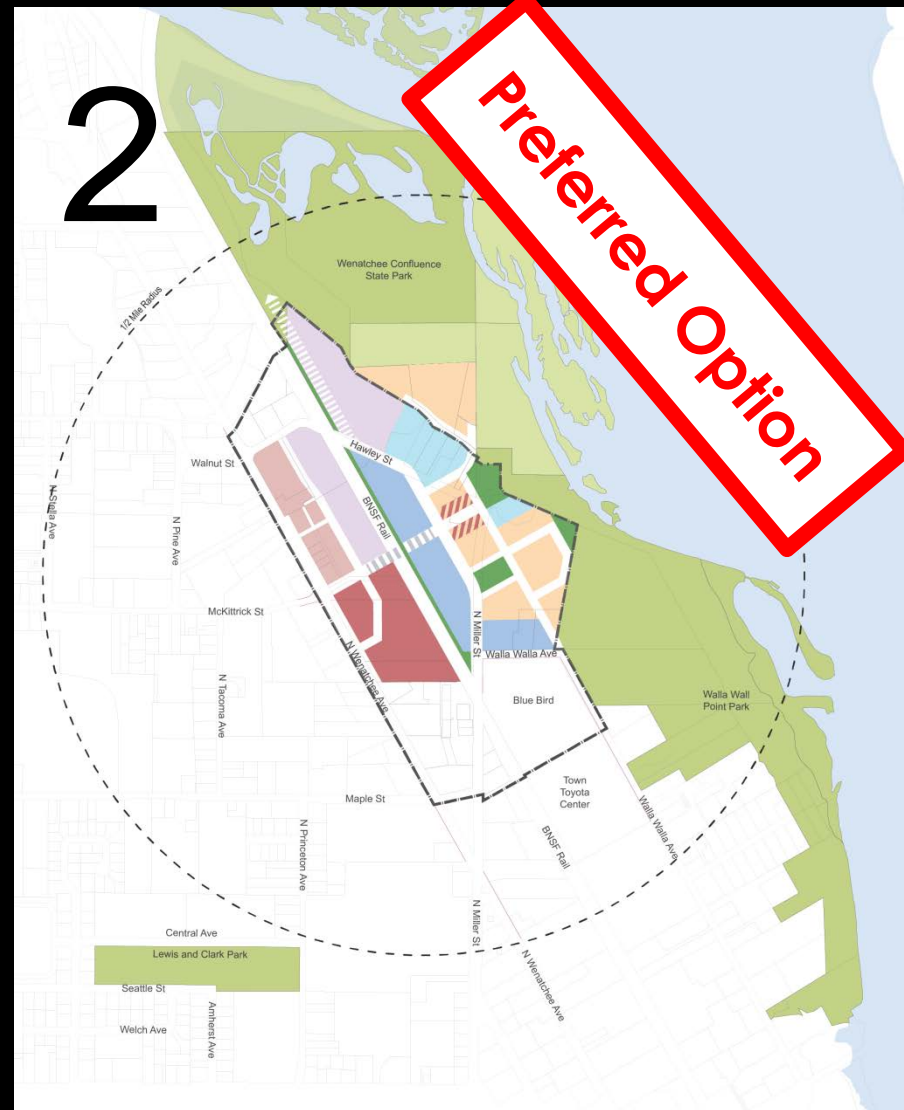 2
Preferred Option
Wenatchee Confluence
State Park
1/2 Mile Radius
Hawley St
Walnut St
BNSF Rail
N Stella Ave
N Pine Ave
McKittrick St
N Miller St
N Wenatchee Ave
Walla Walla Ave
N Tacoma Ave
Blue Bird
Walla Wall
Point Park
Town
Toyota
Center
Maple St
Walla Walla Ave
BNSF Rail
N Princeton Ave
N Miller St
Central Ave
Lewis and Clark Park
N Wenatchee Ave
Seattle St
Amherst Ave
Welch Ave